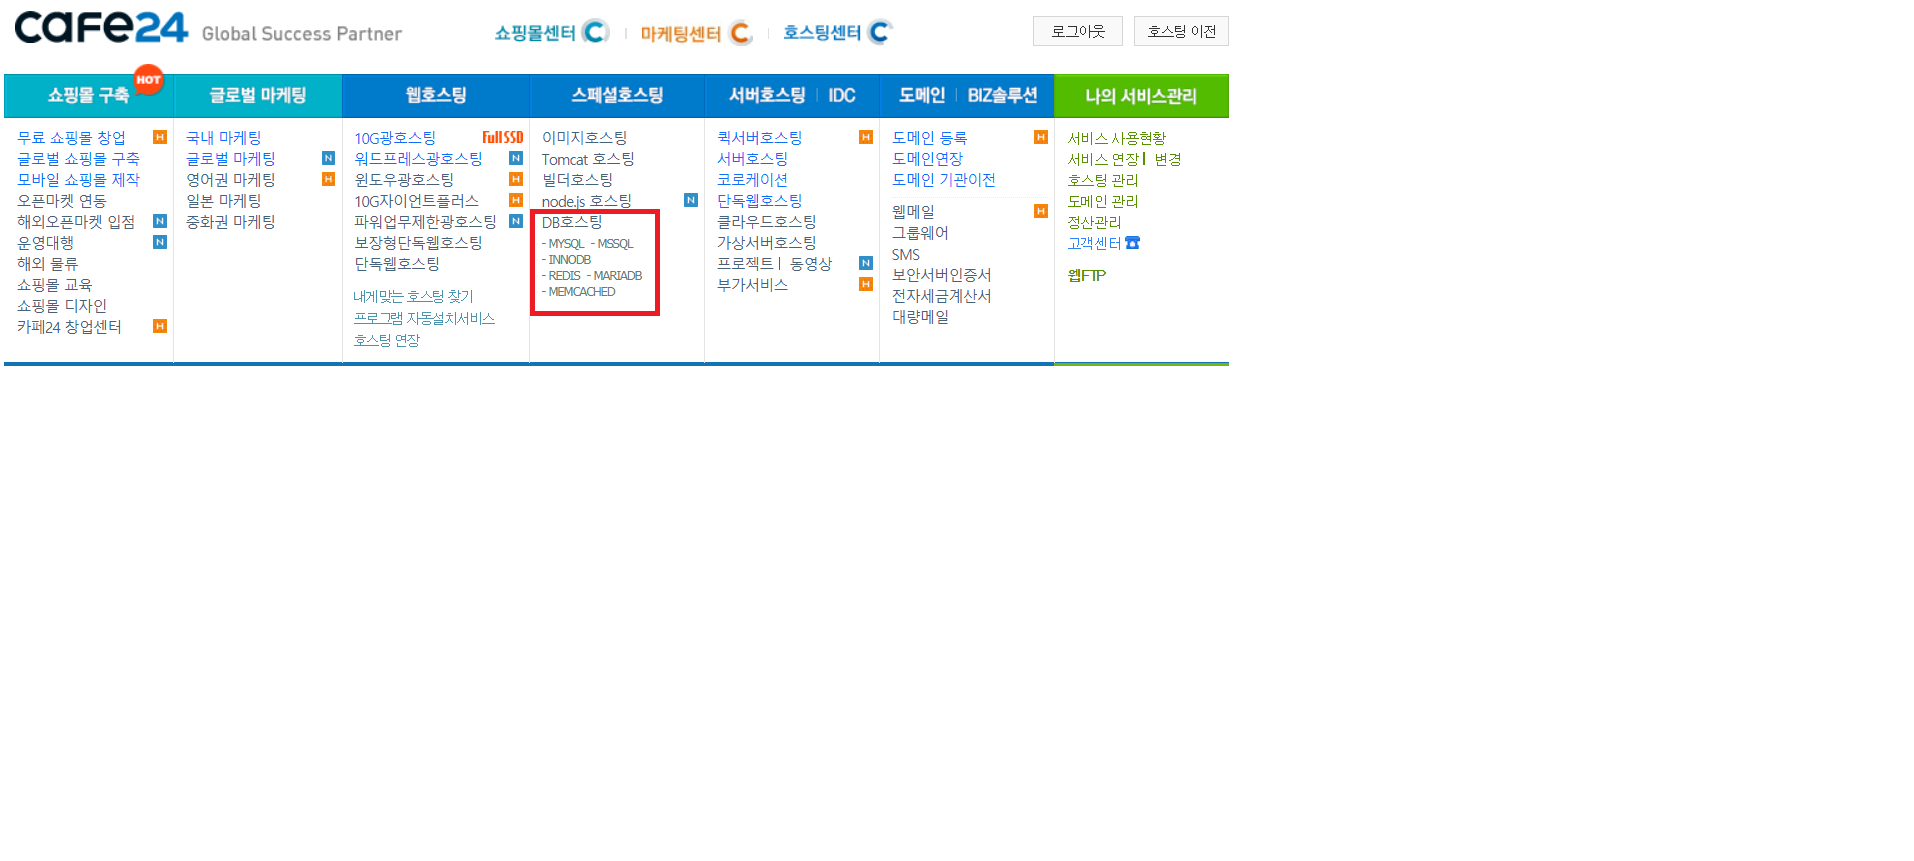 cafe24 Global Success Partner
쇼핑몰센터 마케팅센터 호스팅센터
로그아웃 호스팅 이전
쇼핑몰 구축 HOT 글로벌 마케팅 웹호스팅 스페셜호스팅 서버호스팅 IDC 도메인 BIZ솔루션 나의 서비스관리
무료 쇼핑몰 창업 H
글로벌 쇼핑몰 구축
모바일 쇼핑몰 제작
오픈마켓 연동
해외오픈마켓 입점 N
운영대행 N
해외 물류
쇼핑몰 교육
쇼핑몰 디자인
카페24 창업센터 H
국내 마케팅
글로벌 마케팅 N
영어권 마케팅 H
일본 마케팅
중화권 마케팅
10G광호스팅 Full SSD
워드프레스광호스팅 N
윈도우광호스팅 H
10G자이언트플러스 H
파워업무제한광호스팅 N
보장형단독웹호스팅
단독웹호스팅
내게맞는 호스팅 찾기
프로그램 자동설치서비스
호스팅 연장
이미지호스팅
Tomcat 호스팅
빌더호스팅
node.js 호스팅 N
DB호스팅
- MYSQL - MSSQL
- INNODB
- REDIS - MARIADB
- MEMCACHED
퀵서버호스팅 H
서버호스팅
코로케이션
단독웹호스팅
클라우드호스팅
가상서버호스팅
프로젝트 | 동영상 N
부가서비스 H
도메인 등록 H
도메인연장
도메인 기관이전
웹메일 H
그룹웨어
SMS
보안서버인증서
전자세금계산서
대량메일
서비스 사용현황
서비스 연장 | 변경
호스팅 관리
도메인 관리
정산관리
고객센터
웹FTP